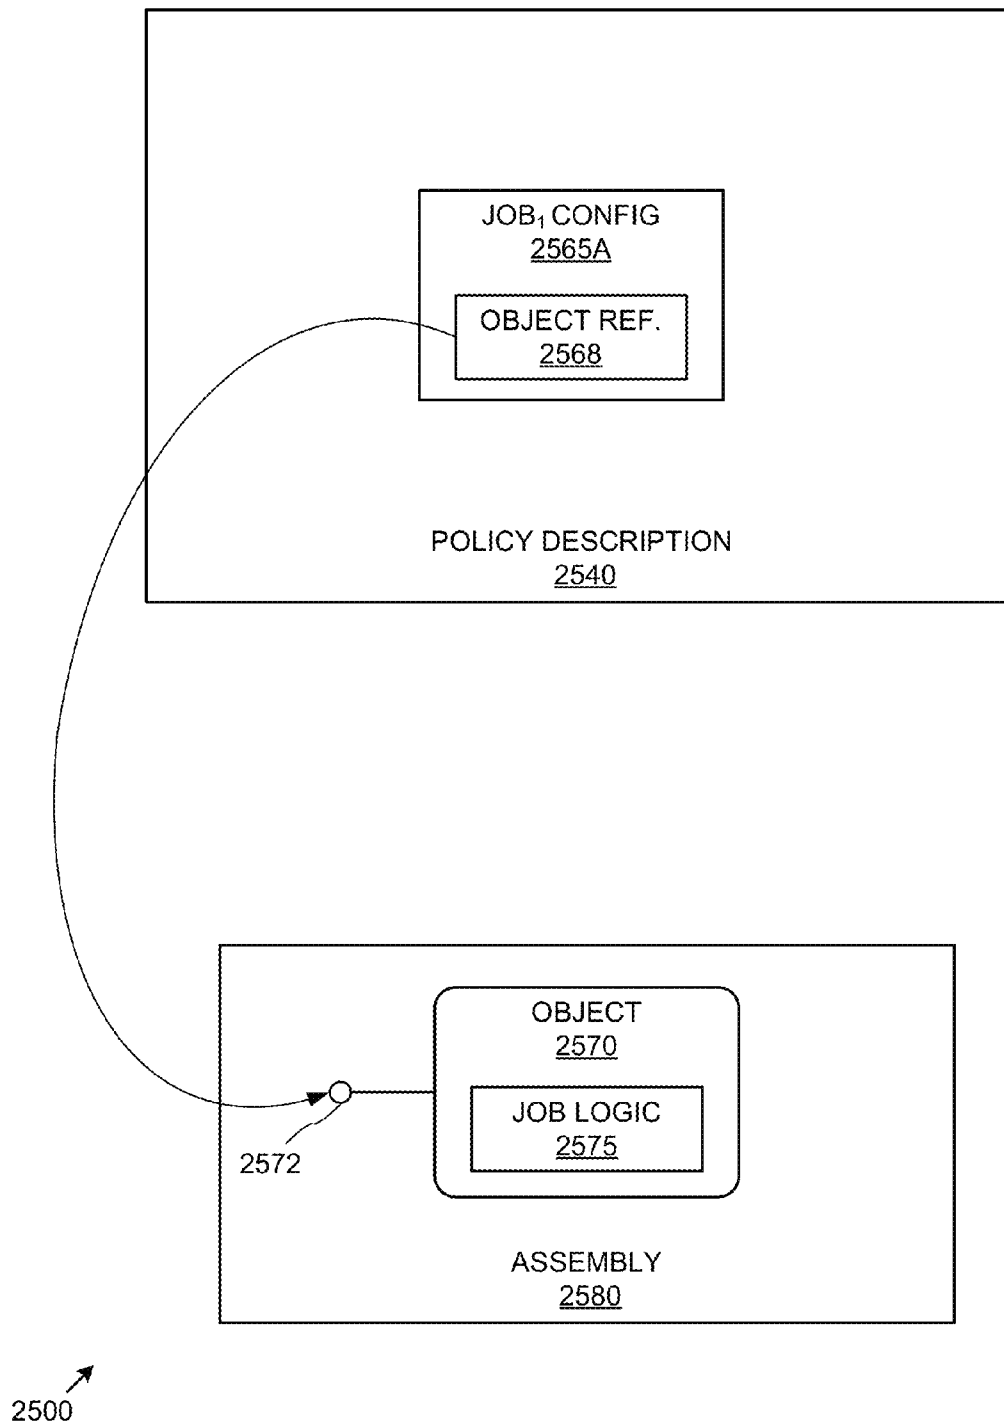 JOB₁ CONFIG
2565A
OBJECT REF.
2568
POLICY DESCRIPTION
2540
OBJECT
2570
JOB LOGIC
2575
2572
ASSEMBLY
2580
2500